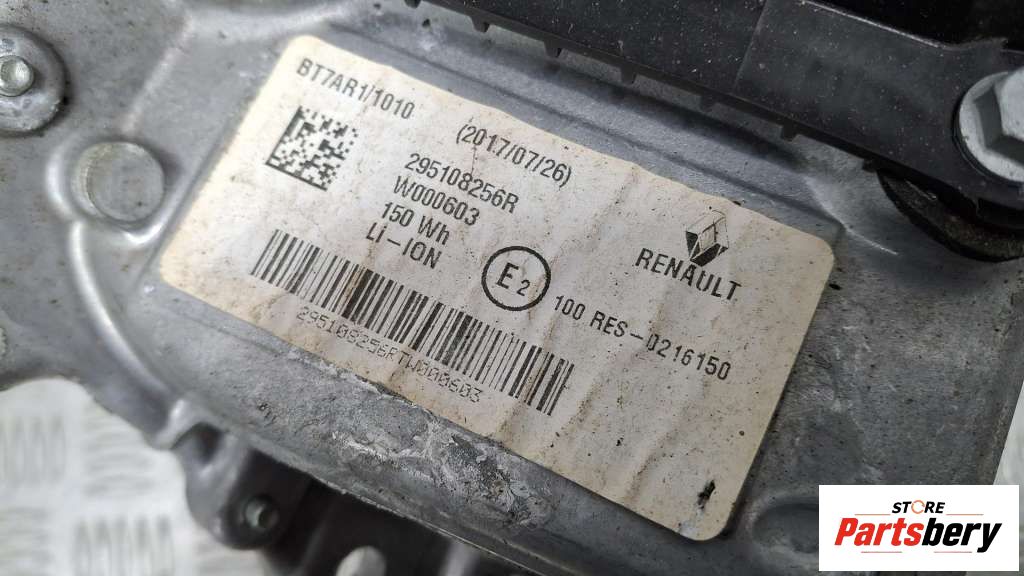 BT7AR1/1010
(2017/07/26)
295108256R
W000603
150 Wh
Li-ION
E2
100 RES-0216150
RENAULT
295108256RTW000603
STORE
Partsbery